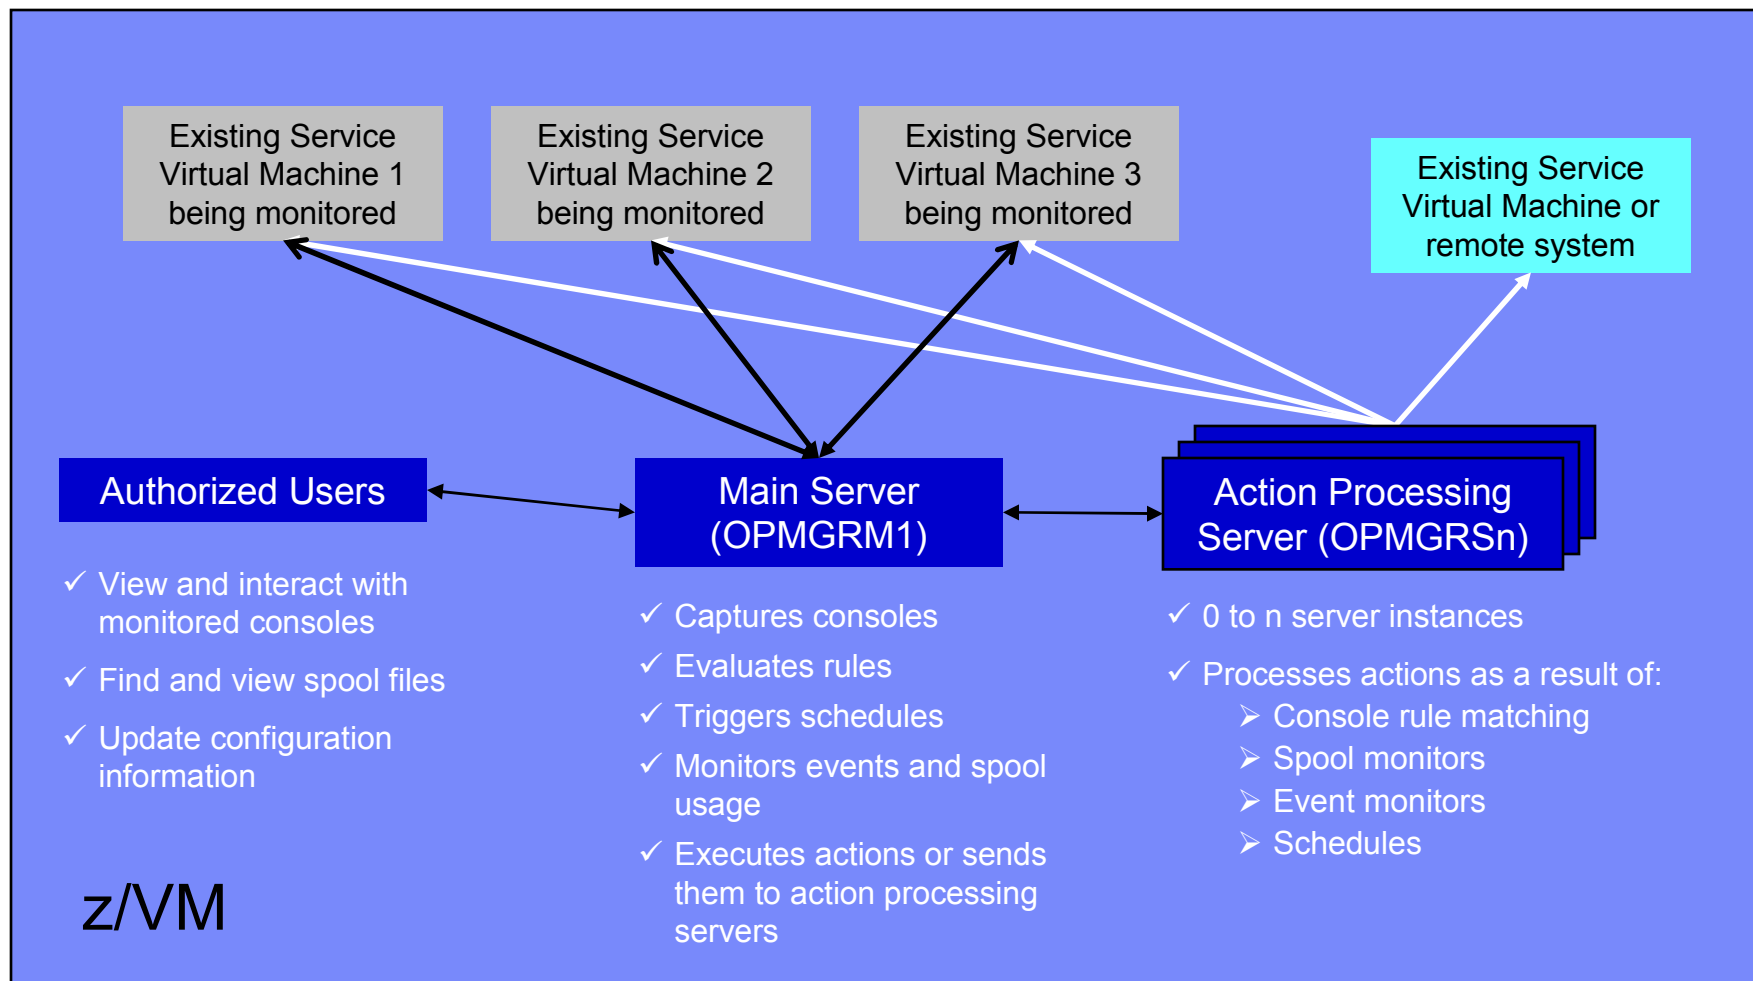 Existing Service
Virtual Machine 1
being monitored
Existing Service
Virtual Machine 2
being monitored
Existing Service
Virtual Machine 3
being monitored
Existing Service
Virtual Machine or
remote system
Authorized Users
Main Server
(OPMGRM1)
Action Processing
Server (OPMGRSn)
✓ View and interact with
monitored consoles
✓ Find and view spool files
✓ Update configuration
information
✓ Captures consoles
✓ Evaluates rules
✓ Triggers schedules
✓ Monitors events and spool
usage
✓ Executes actions or sends
them to action processing
servers
✓ 0 to n server instances
✓ Processes actions as a result of:
➢ Console rule matching
➢ Spool monitors
➢ Event monitors
➢ Schedules
z/VM